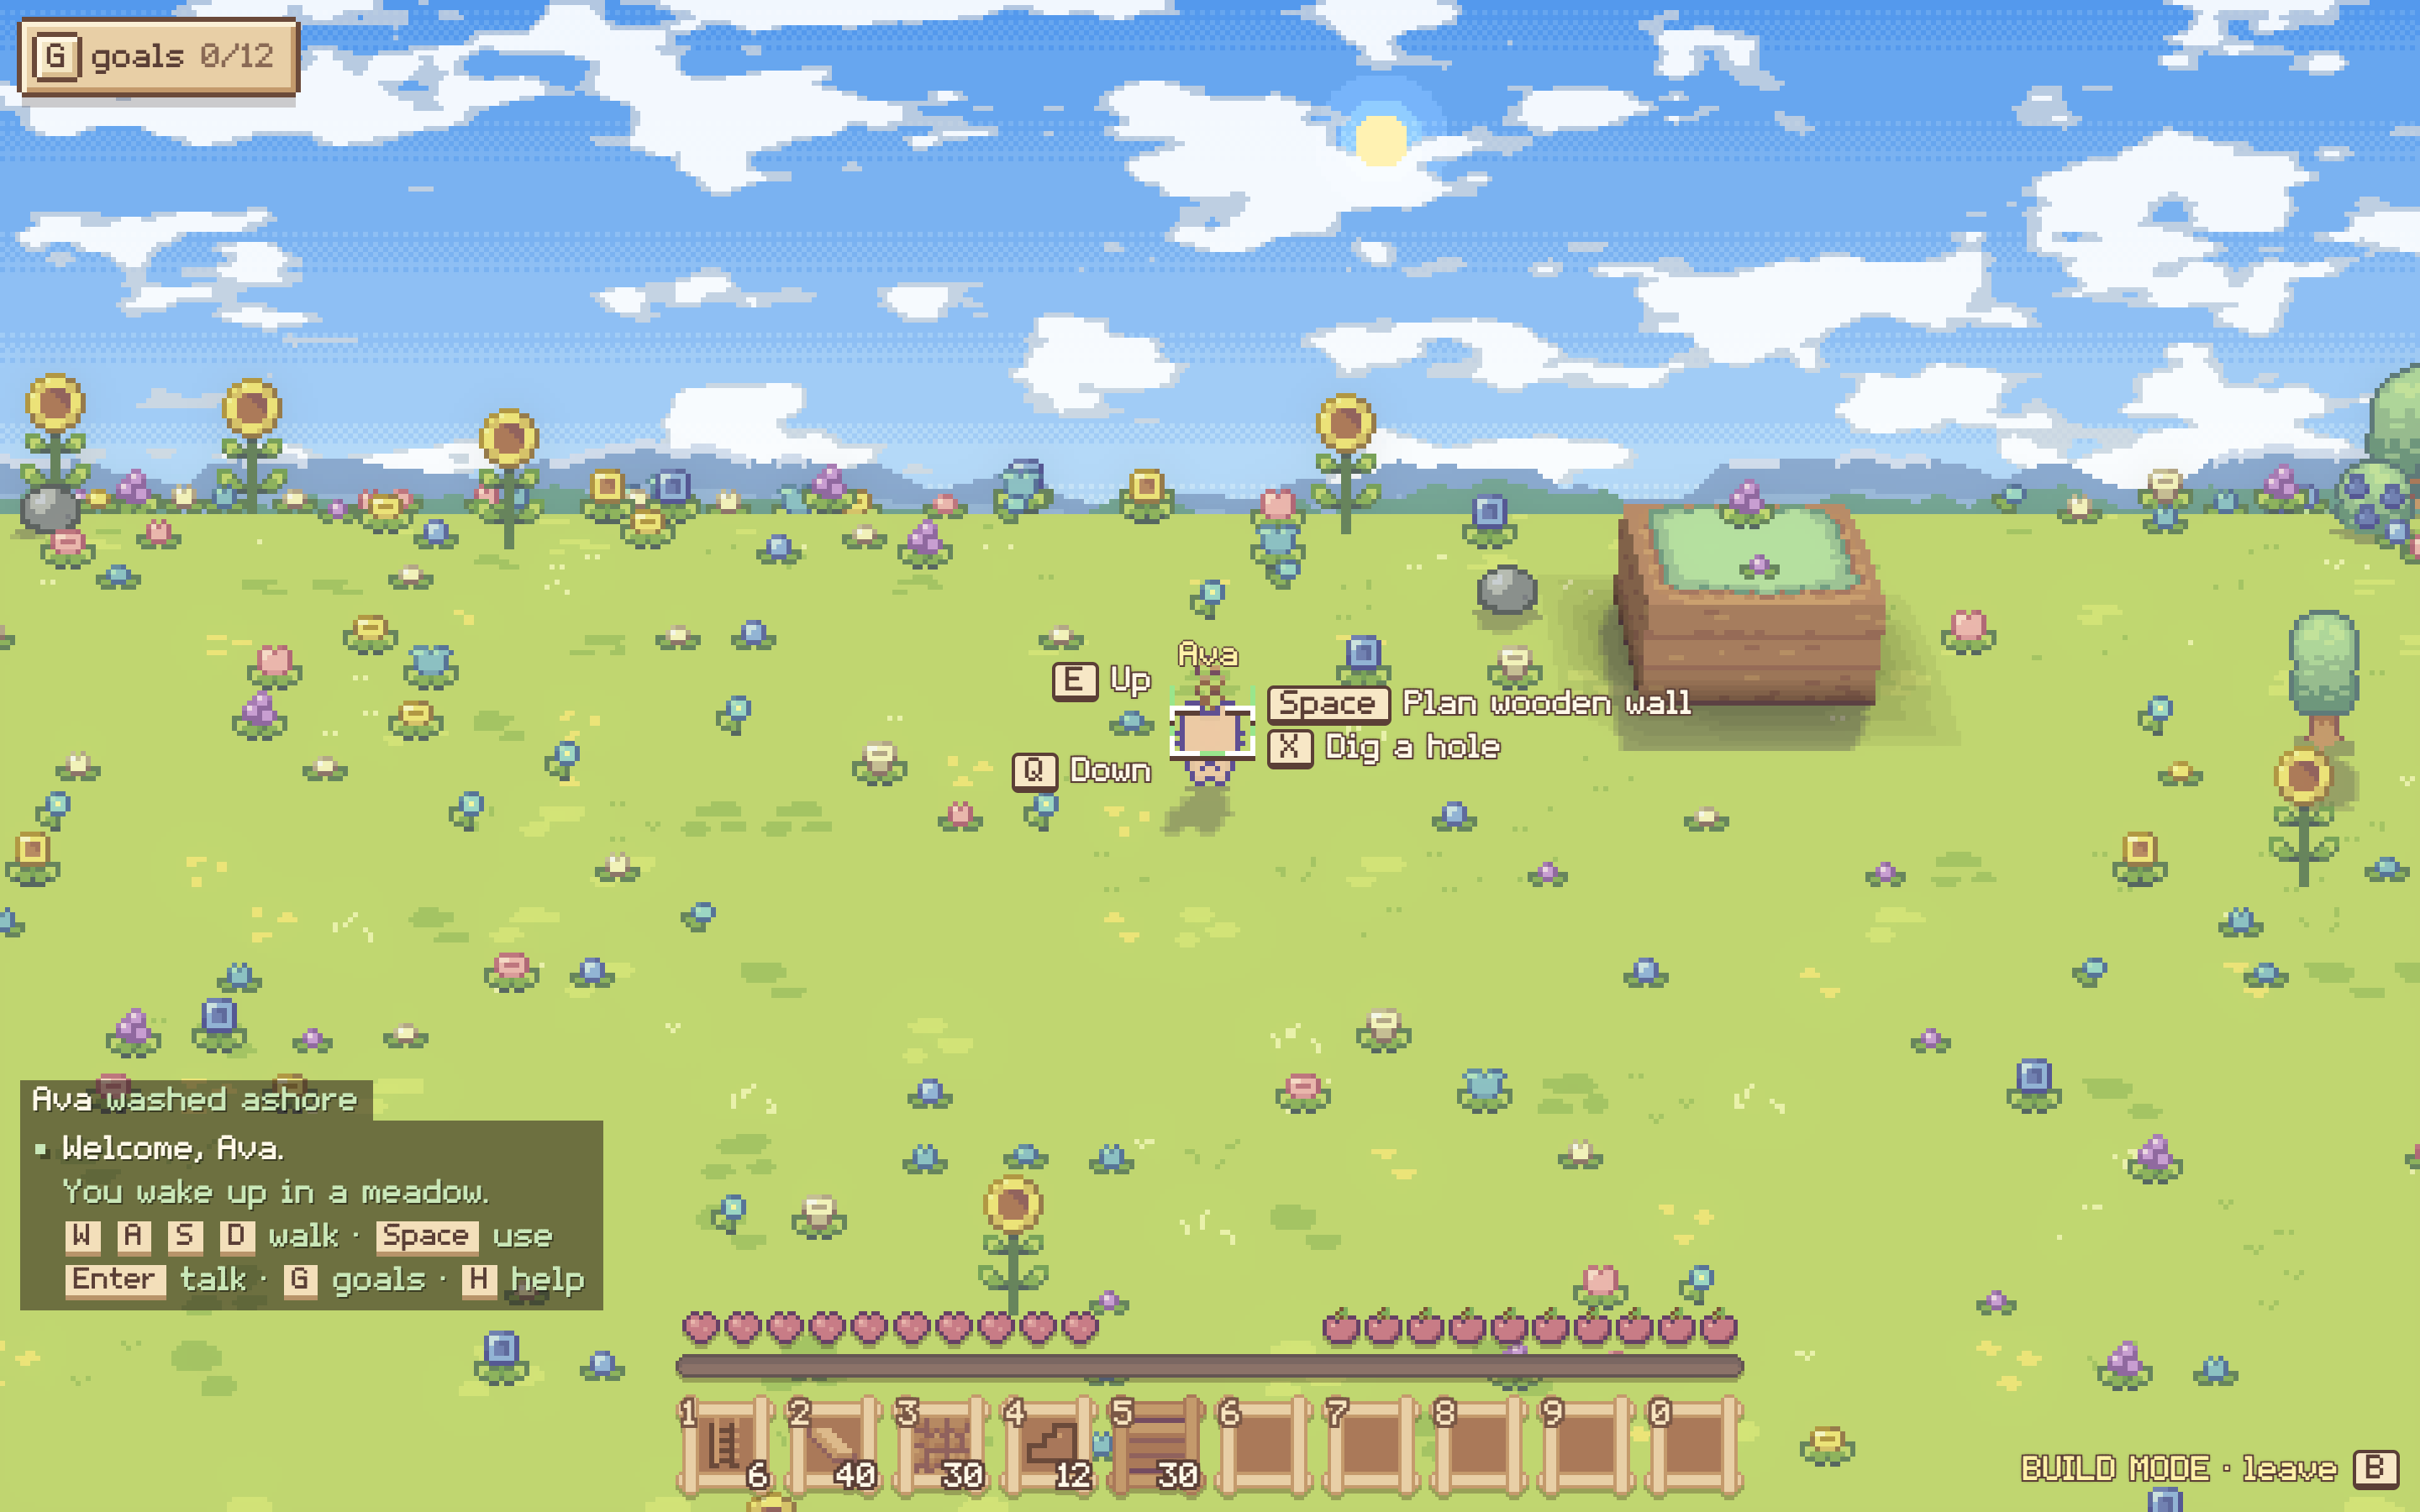 G goals 0/12
Ava
E Up
Space Plan wooden wall
X Dig a hole
Q Down
Ava washed ashore
Welcome, Ava.
You wake up in a meadow.
W A S D walk · Space use
Enter talk · G goals · H help
1 2 3 4 5 6 7 8 9 0
6 40 30 12 30
BUILD MODE · leave B